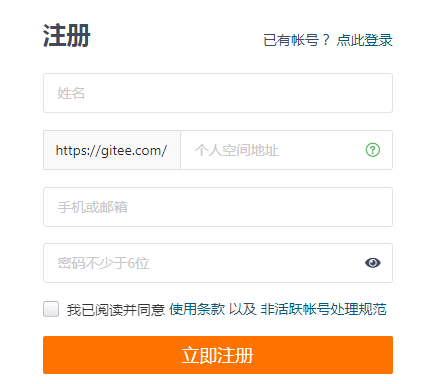 注册
已有帐号？ 点此登录
姓名
https://gitee.com/ 个人空间地址
手机或邮箱
密码不少于6位
我已阅读并同意 使用条款 以及 非活跃帐号处理规范
立即注册